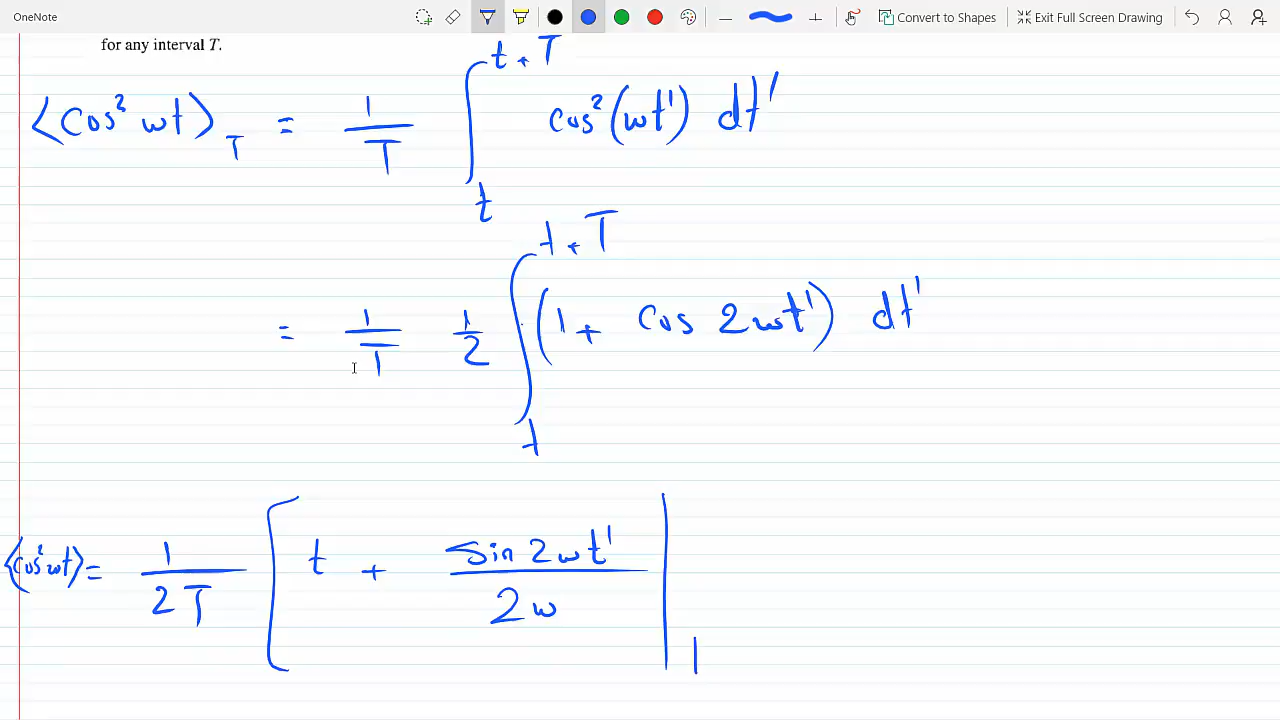 OneNote
Convert to Shapes
Exit Full Screen Drawing
for any interval T.
⟨cos² ωt⟩_T = 1/T ∫_t^{t+T} cos²(ωt') dt'
= 1/T 1/2 ∫_t^{t+T} (1 + cos 2ωt') dt'
⟨cos² ωt⟩ = 1/2T [ t + sin 2ωt'/2ω |